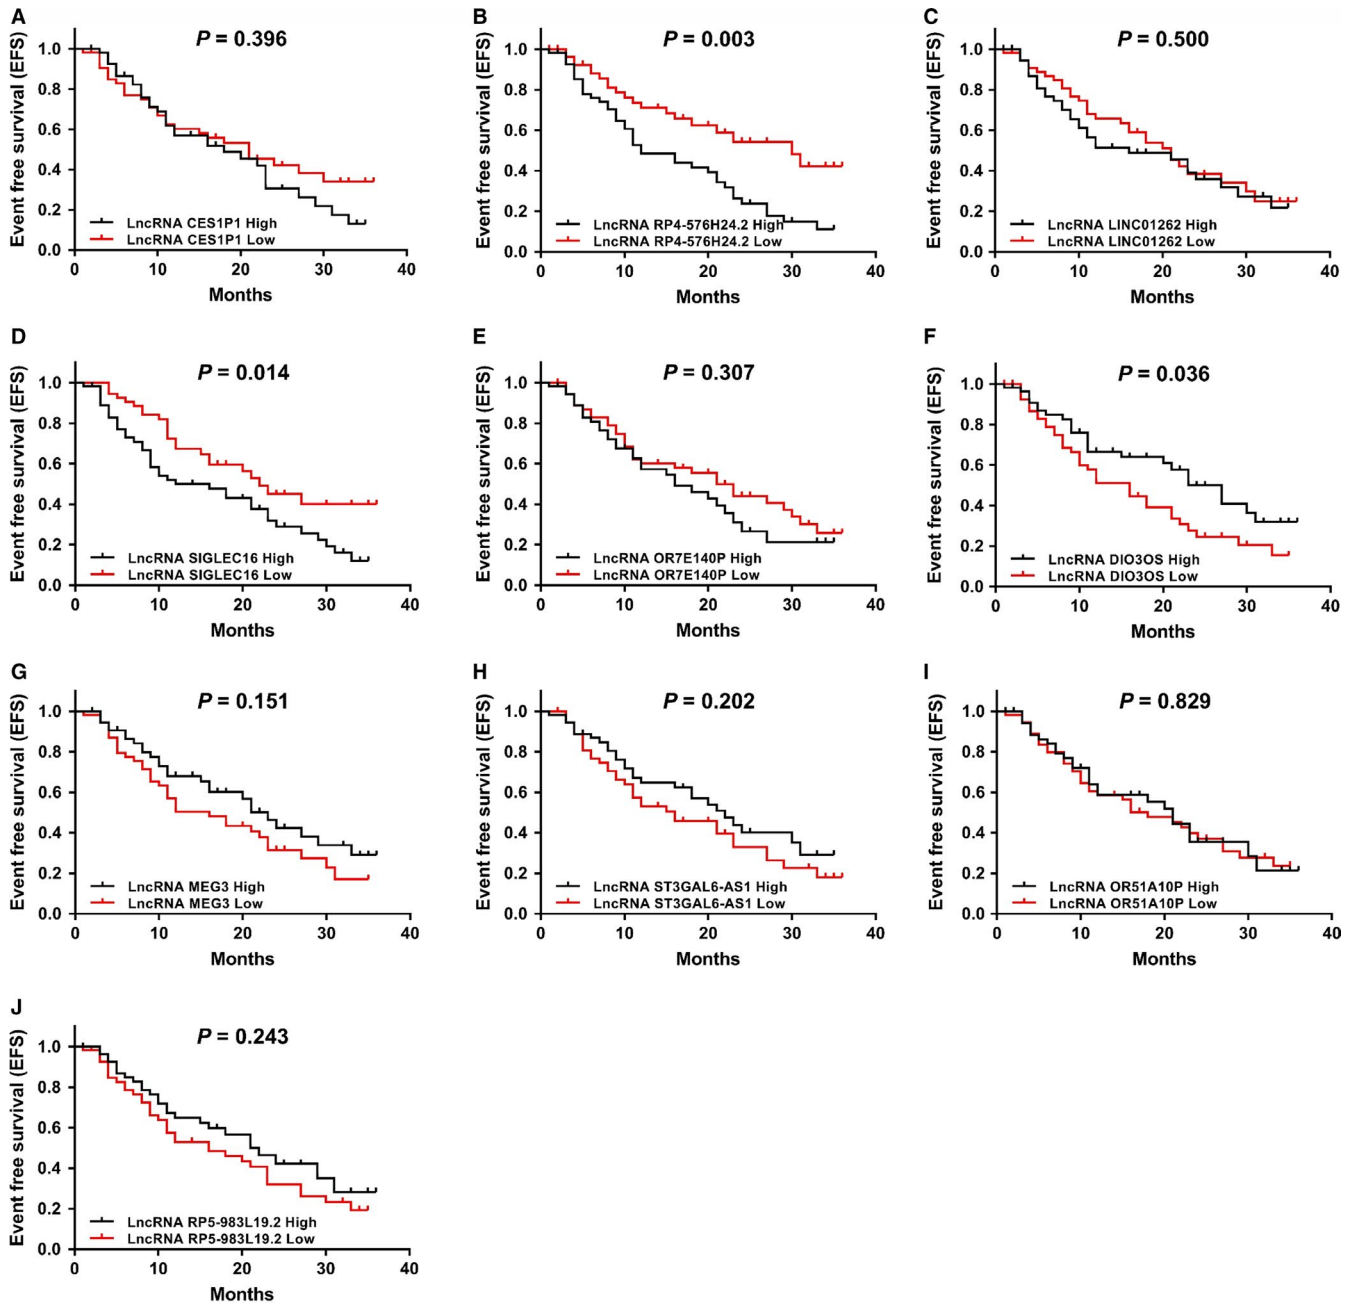 A
P = 0.396
Event free survival (EFS)
1.0
0.8
0.6
0.4
0.2
0.0
LncRNA CES1P1 High
LncRNA CES1P1 Low
0 10 20 30 40
Months
B
P = 0.003
Event free survival (EFS)
1.0
0.8
0.6
0.4
0.2
0.0
LncRNA RP4-576H24.2 High
LncRNA RP4-576H24.2 Low
0 10 20 30 40
Months
C
P = 0.500
Event free survival (EFS)
1.0
0.8
0.6
0.4
0.2
0.0
LncRNA LINC01262 High
LncRNA LINC01262 Low
0 10 20 30 40
Months
D
P = 0.014
Event free survival (EFS)
1.0
0.8
0.6
0.4
0.2
0.0
LncRNA SIGLEC16 High
LncRNA SIGLEC16 Low
0 10 20 30 40
Months
E
P = 0.307
Event free survival (EFS)
1.0
0.8
0.6
0.4
0.2
0.0
LncRNA OR7E140P High
LncRNA OR7E140P Low
0 10 20 30 40
Months
F
P = 0.036
Event free survival (EFS)
1.0
0.8
0.6
0.4
0.2
0.0
LncRNA DIO3OS High
LncRNA DIO3OS Low
0 10 20 30 40
Months
G
P = 0.151
Event free survival (EFS)
1.0
0.8
0.6
0.4
0.2
0.0
LncRNA MEG3 High
LncRNA MEG3 Low
0 10 20 30 40
Months
H
P = 0.202
Event free survival (EFS)
1.0
0.8
0.6
0.4
0.2
0.0
LncRNA ST3GAL6-AS1 High
LncRNA ST3GAL6-AS1 Low
0 10 20 30 40
Months
I
P = 0.829
Event free survival (EFS)
1.0
0.8
0.6
0.4
0.2
0.0
LncRNA OR51A10P High
LncRNA OR51A10P Low
0 10 20 30 40
Months
J
P = 0.243
Event free survival (EFS)
1.0
0.8
0.6
0.4
0.2
0.0
LncRNA RP5-983L19.2 High
LncRNA RP5-983L19.2 Low
0 10 20 30 40
Months